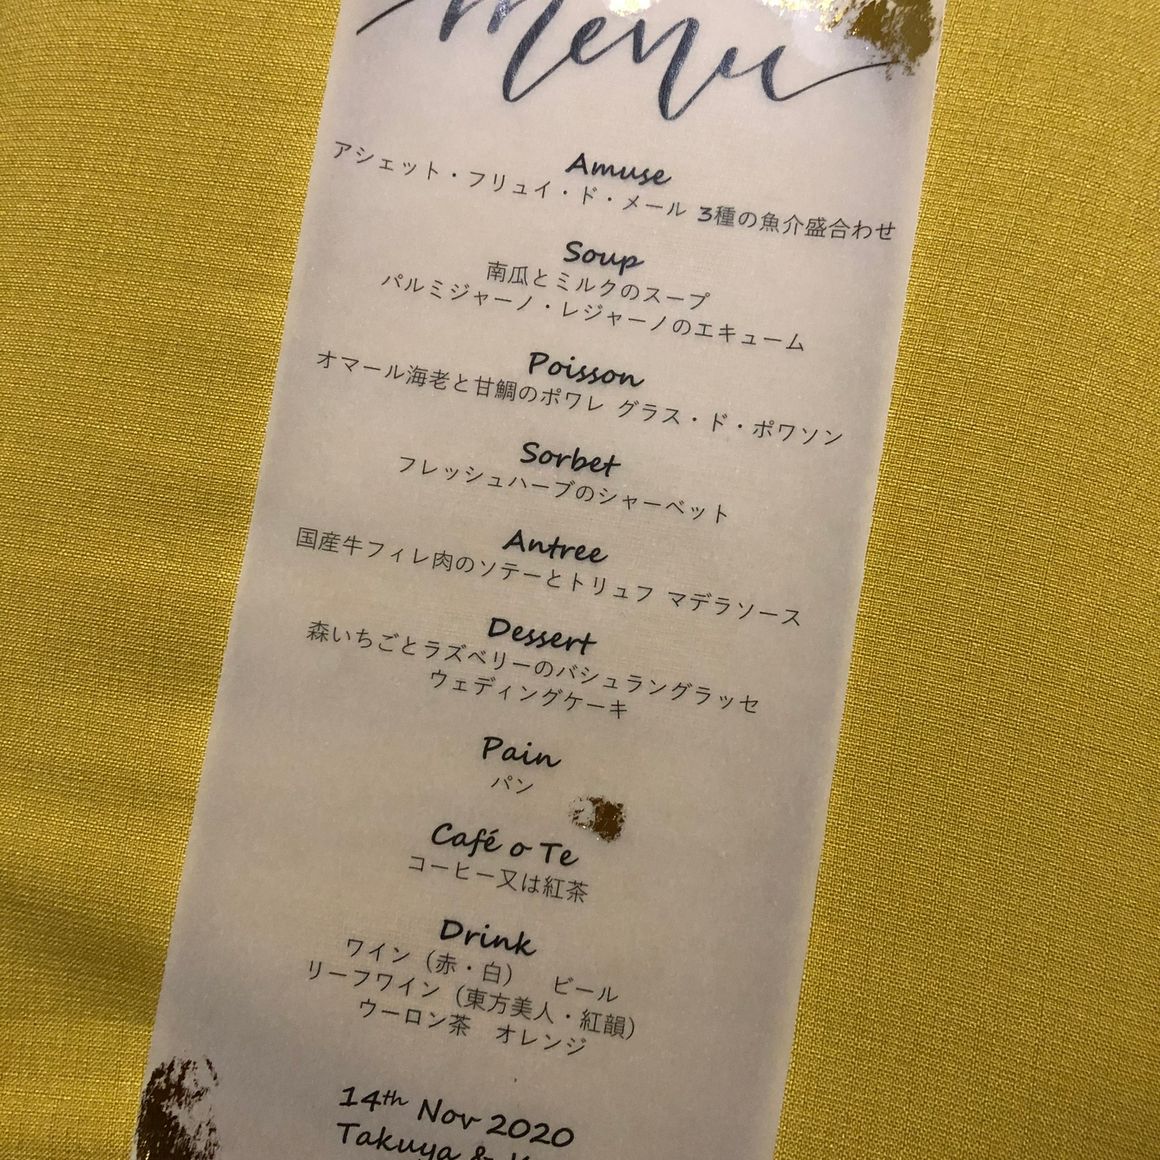 menu
Amuse
アシェット・フリュイ・ド・メール 3種の魚介盛合わせ
Soup
南瓜とミルクのスープ
パルミジャーノ・レジャーノのエキューム
Poisson
オマール海老と甘鯛のポワレ グラス・ド・ポワソン
Sorbet
フレッシュハーブのシャーベット
Antree
国産牛フィレ肉のソテーとトリュフ マデラソース
Dessert
森いちごとラズベリーのバシュラングラッセ
ウェディングケーキ
Pain
パン
Café o Te
コーヒー又は紅茶
Drink
ワイン（赤・白）　ビール
リーフワイン（東方美人・紅韻）
ウーロン茶　オレンジ
14th Nov 2020
Takuya &